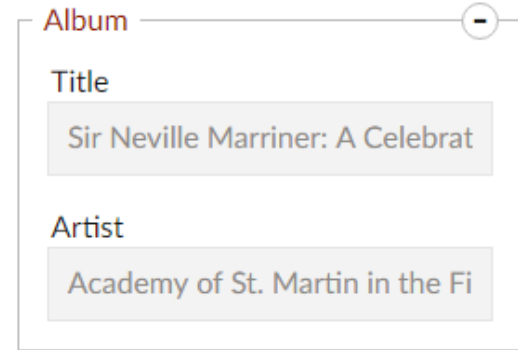 Album
Title
Sir Neville Marriner: A Celebrat
Artist
Academy of St. Martin in the Fi